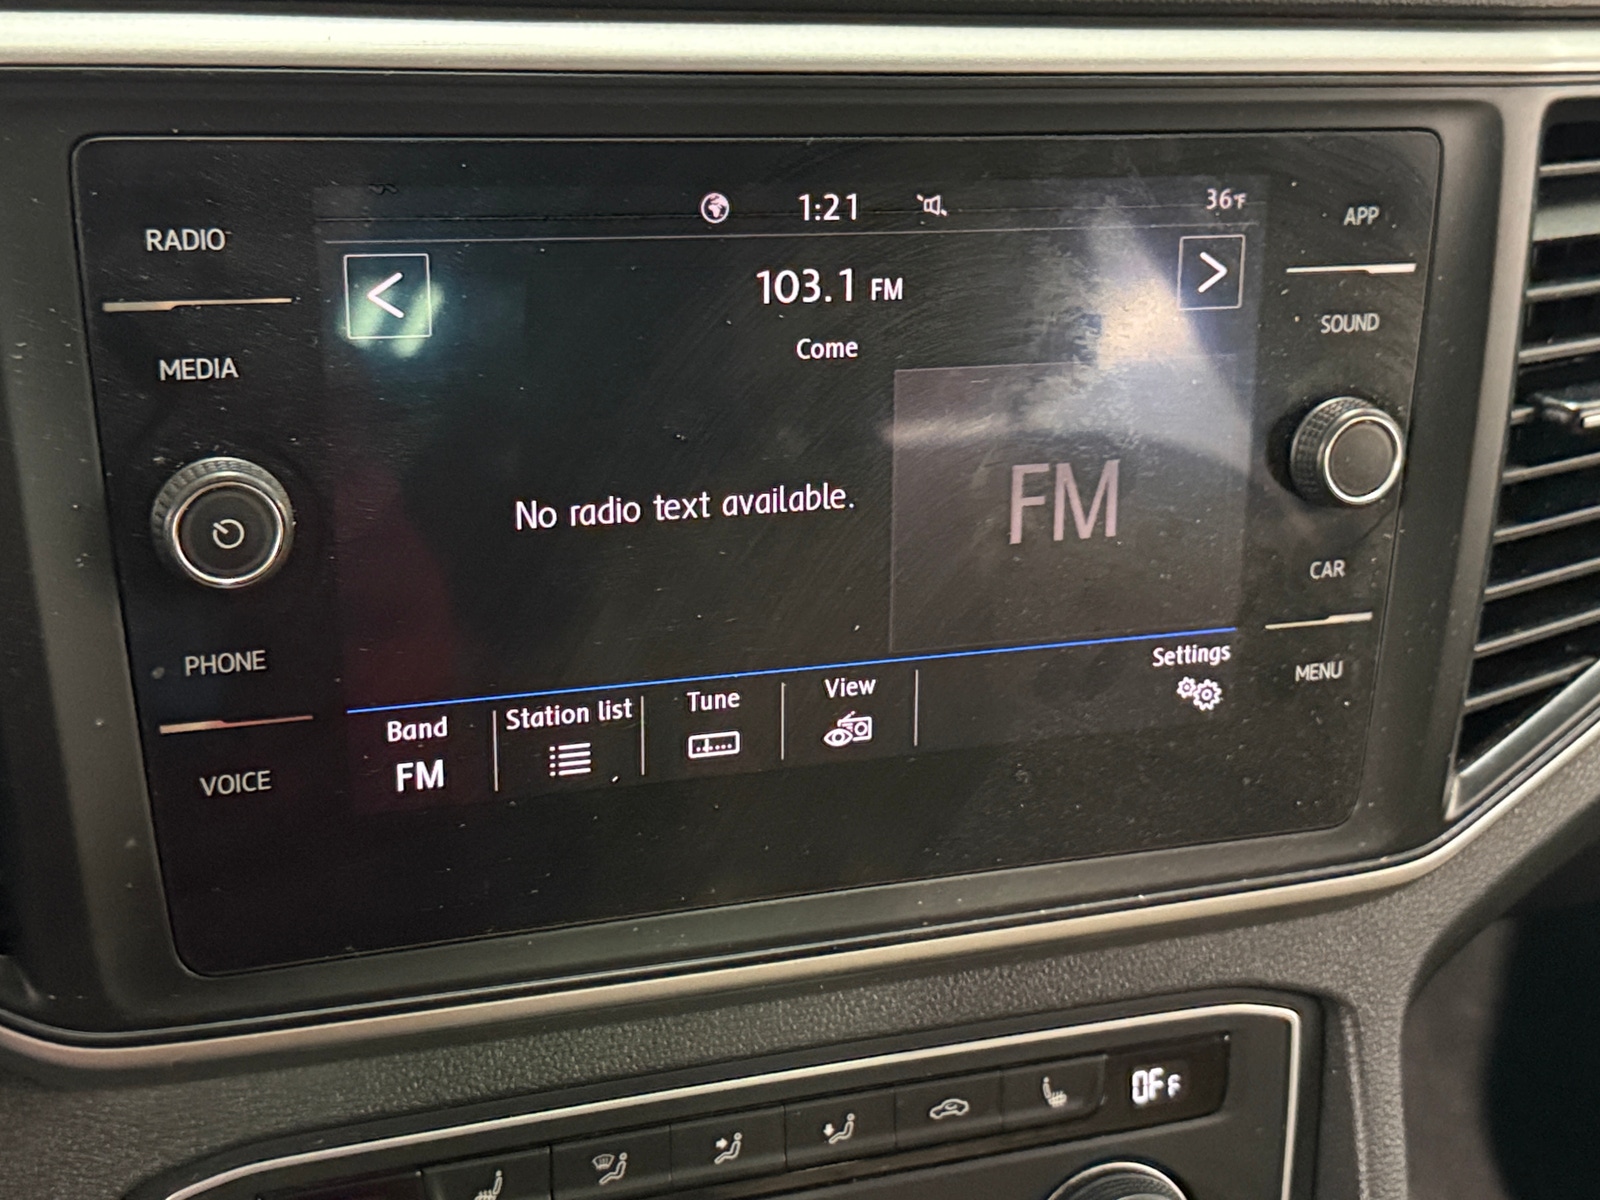 RADIO
MEDIA
PHONE
VOICE
1:21
36°F
103.1 FM
Come
No radio text available.
FM
Band
FM
Station list
Tune
View
Settings
APP
SOUND
CAR
MENU
OFF